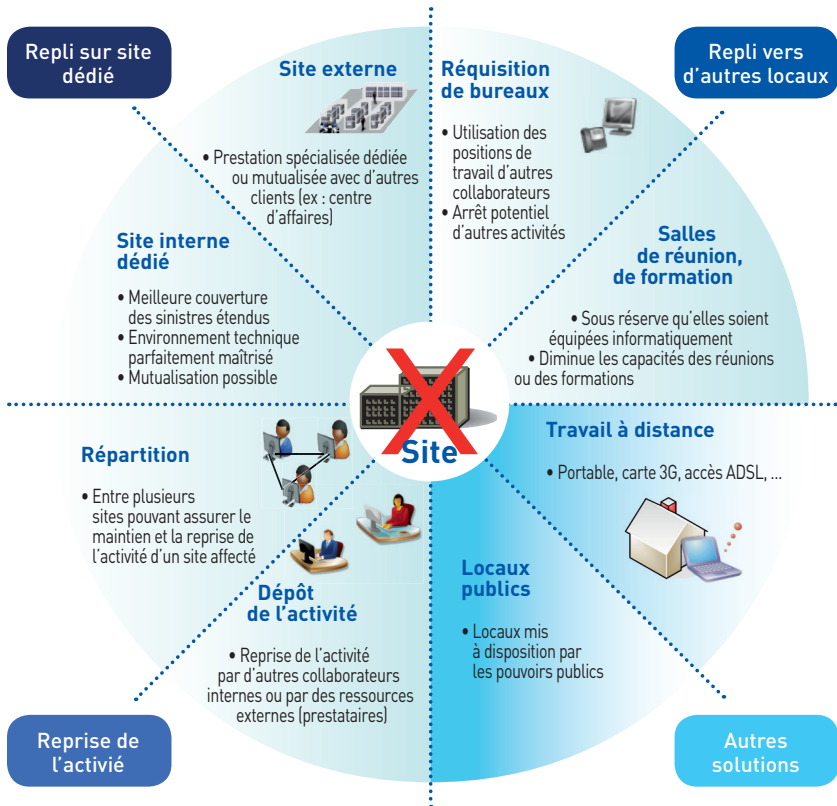 Repli sur site
dédié
Site externe
• Prestation spécialisée dédiée
ou mutualisée avec d'autres
clients (ex : centre
d'affaires)
Site interne
dédié
• Meilleure couverture
des sinistres étendus
• Environnement technique
parfaitement maîtrisé
• Mutualisation possible
Repli vers
d'autres locaux
Réquisition
de bureaux
• Utilisation des
positions de
travail d'autres
collaborateurs
• Arrêt potentiel
d'autres activités
Salles
de réunion,
de formation
• Sous réserve qu'elles soient
équipées informatiquement
• Diminue les capacités des réunions
ou des formations
Site
Répartition
• Entre plusieurs
sites pouvant assurer le
maintien et la reprise de
l'activité d'un site affecté
Dépôt
de l'activité
• Reprise de l'activité
par d'autres collaborateurs
internes ou par des ressources
externes (prestataires)
Reprise de
l'activié
Travail à distance
• Portable, carte 3G, accès ADSL, ...
Locaux
publics
• Locaux mis
à disposition par
les pouvoirs publics
Autres
solutions